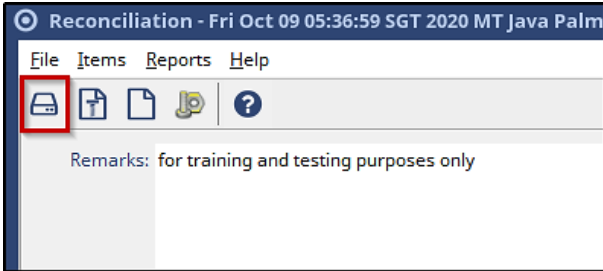 Reconciliation - Fri Oct 09 05:36:59 SGT 2020 MT Java Palm
File Items Reports Help
Remarks: for training and testing purposes only